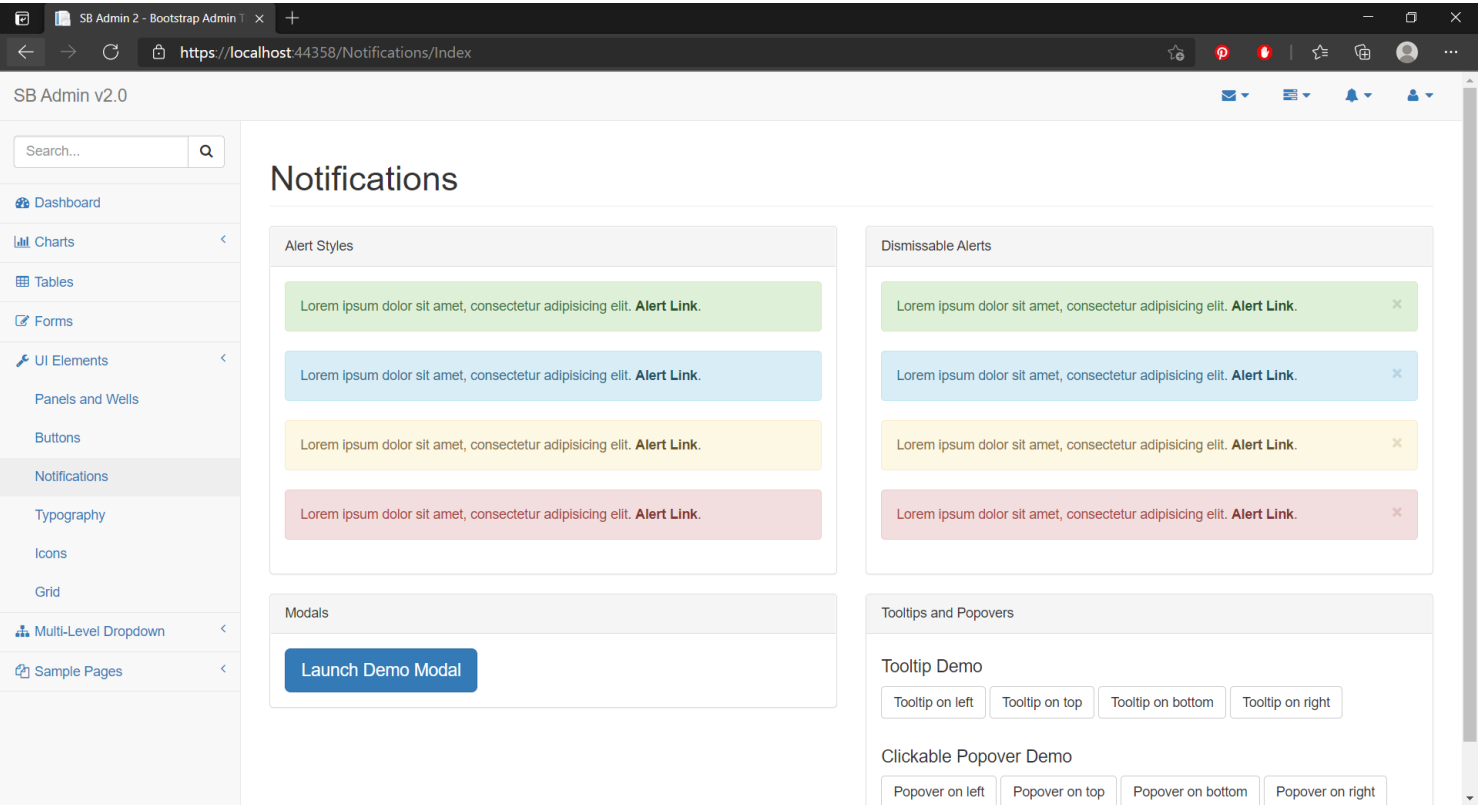 SB Admin 2 - Bootstrap Admin T
https://localhost:44358/Notifications/Index
SB Admin v2.0
Search...
Dashboard
Charts
Tables
Forms
UI Elements
Panels and Wells
Buttons
Notifications
Typography
Icons
Grid
Multi-Level Dropdown
Sample Pages
Notifications
Alert Styles
Lorem ipsum dolor sit amet, consectetur adipisicing elit. Alert Link.
Lorem ipsum dolor sit amet, consectetur adipisicing elit. Alert Link.
Lorem ipsum dolor sit amet, consectetur adipisicing elit. Alert Link.
Lorem ipsum dolor sit amet, consectetur adipisicing elit. Alert Link.
Dismissable Alerts
Lorem ipsum dolor sit amet, consectetur adipisicing elit. Alert Link.
Lorem ipsum dolor sit amet, consectetur adipisicing elit. Alert Link.
Lorem ipsum dolor sit amet, consectetur adipisicing elit. Alert Link.
Lorem ipsum dolor sit amet, consectetur adipisicing elit. Alert Link.
Modals
Launch Demo Modal
Tooltips and Popovers
Tooltip Demo
Tooltip on left Tooltip on top Tooltip on bottom Tooltip on right
Clickable Popover Demo
Popover on left Popover on top Popover on bottom Popover on right